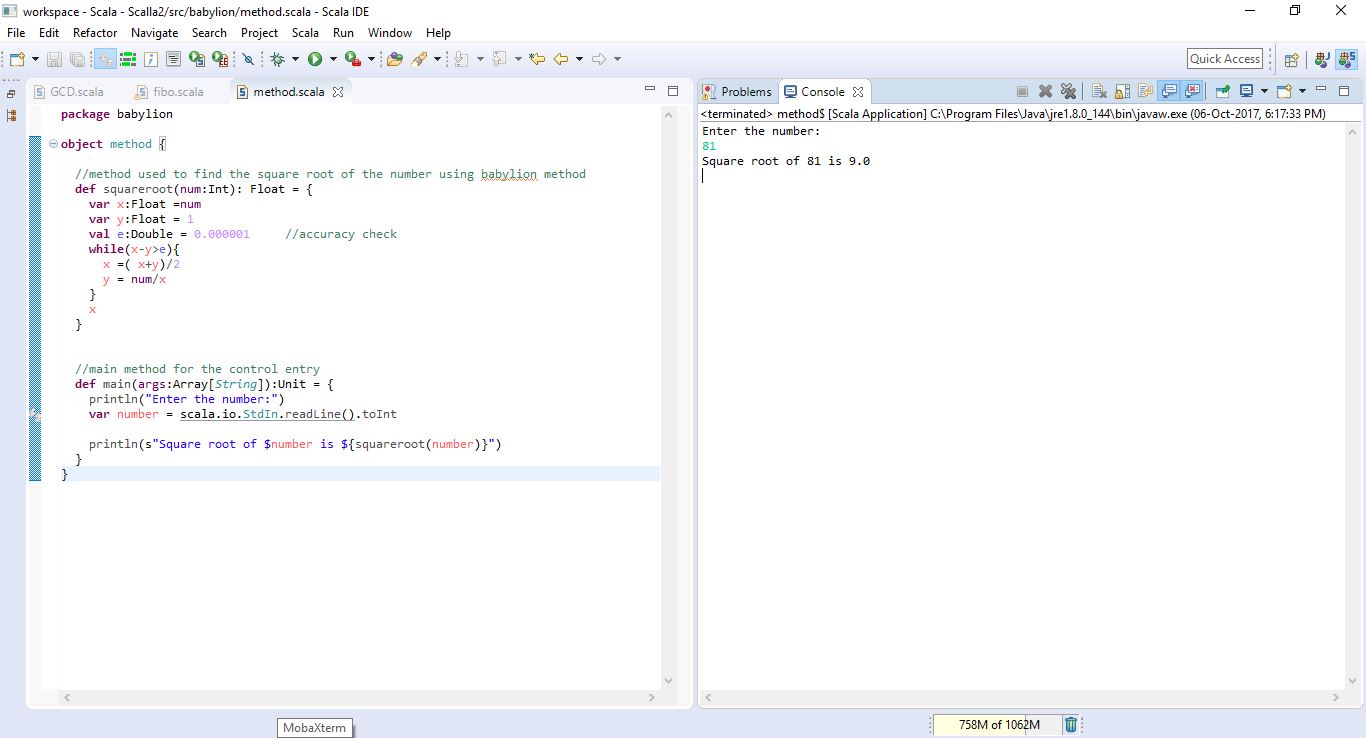 workspace - Scala - Scalla2/src/babylion/method.scala - Scala IDE
File Edit Refactor Navigate Search Project Scala Run Window Help
Quick Access
GCD.scala fibo.scala method.scala
package babylion
object method {
//method used to find the square root of the number using babylion method
def squareroot(num:Int): Float = {
var x:Float =num
var y:Float = 1
val e:Double = 0.000001 //accuracy check
while(x-y>e){
x =( x+y)/2
y = num/x
}
x
}
//main method for the control entry
def main(args:Array[String]):Unit = {
println("Enter the number:")
var number = scala.io.StdIn.readLine().toInt
println(s"Square root of $number is ${squareroot(number)}")
}
}
Problems Console
<terminated> method$ [Scala Application] C:\Program Files\Java\jre1.8.0_144\bin\javaw.exe (06-Oct-2017, 6:17:33 PM)
Enter the number:
81
Square root of 81 is 9.0
MobaXterm
758M of 1062M